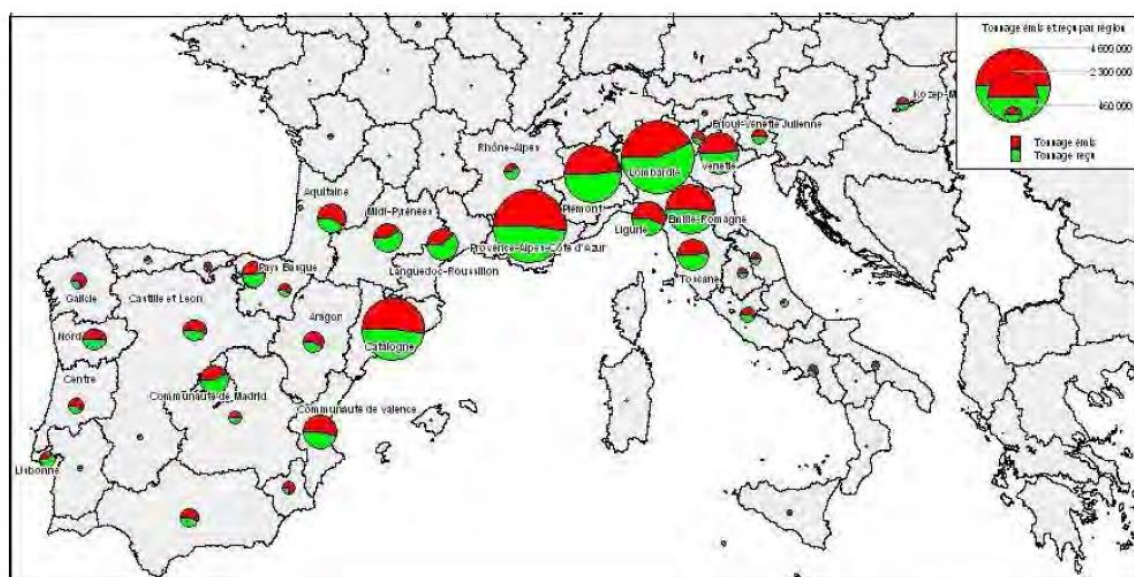 Tonnage émis et reçu par région
4 600 000
2 300 000
460 000
Tonnage émis
Tonnage reçu
Frioul-Vénétie Julienne
Rhône-Alpes
Lombardie
Vénétie
Aquitaine
Piémont
Midi-Pyrénées
Emilie-Romagne
Ligurie
Provence-Alpes-Côte d'Azur
Pays Basque
Languedoc-Roussillon
Toscane
Galicie
Castille et Leon
Aragon
Nord
Catalogne
Centre
Communauté de Madrid
Communauté de Valence
Lisbonne